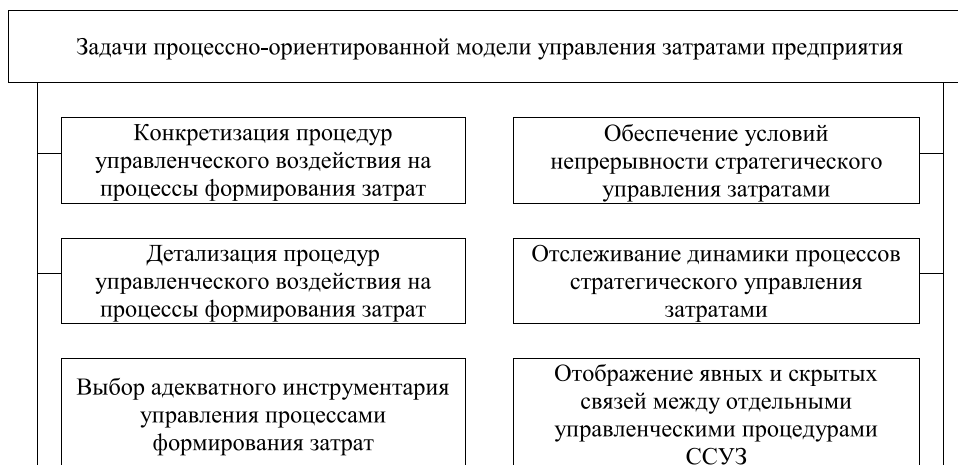 Задачи процессно-ориентированной модели управления затратами предприятия
Конкретизация процедур
управленческого воздействия на
процессы формирования затрат
Обеспечение условий
непрерывности стратегического
управления затратами
Детализация процедур
управленческого воздействия на
процессы формирования затрат
Отслеживание динамики процессов
стратегического управления
затратами
Выбор адекватного инструментария
управления процессами
формирования затрат
Отображение явных и скрытых
связей между отдельными
управленческими процедурами
ССУЗ